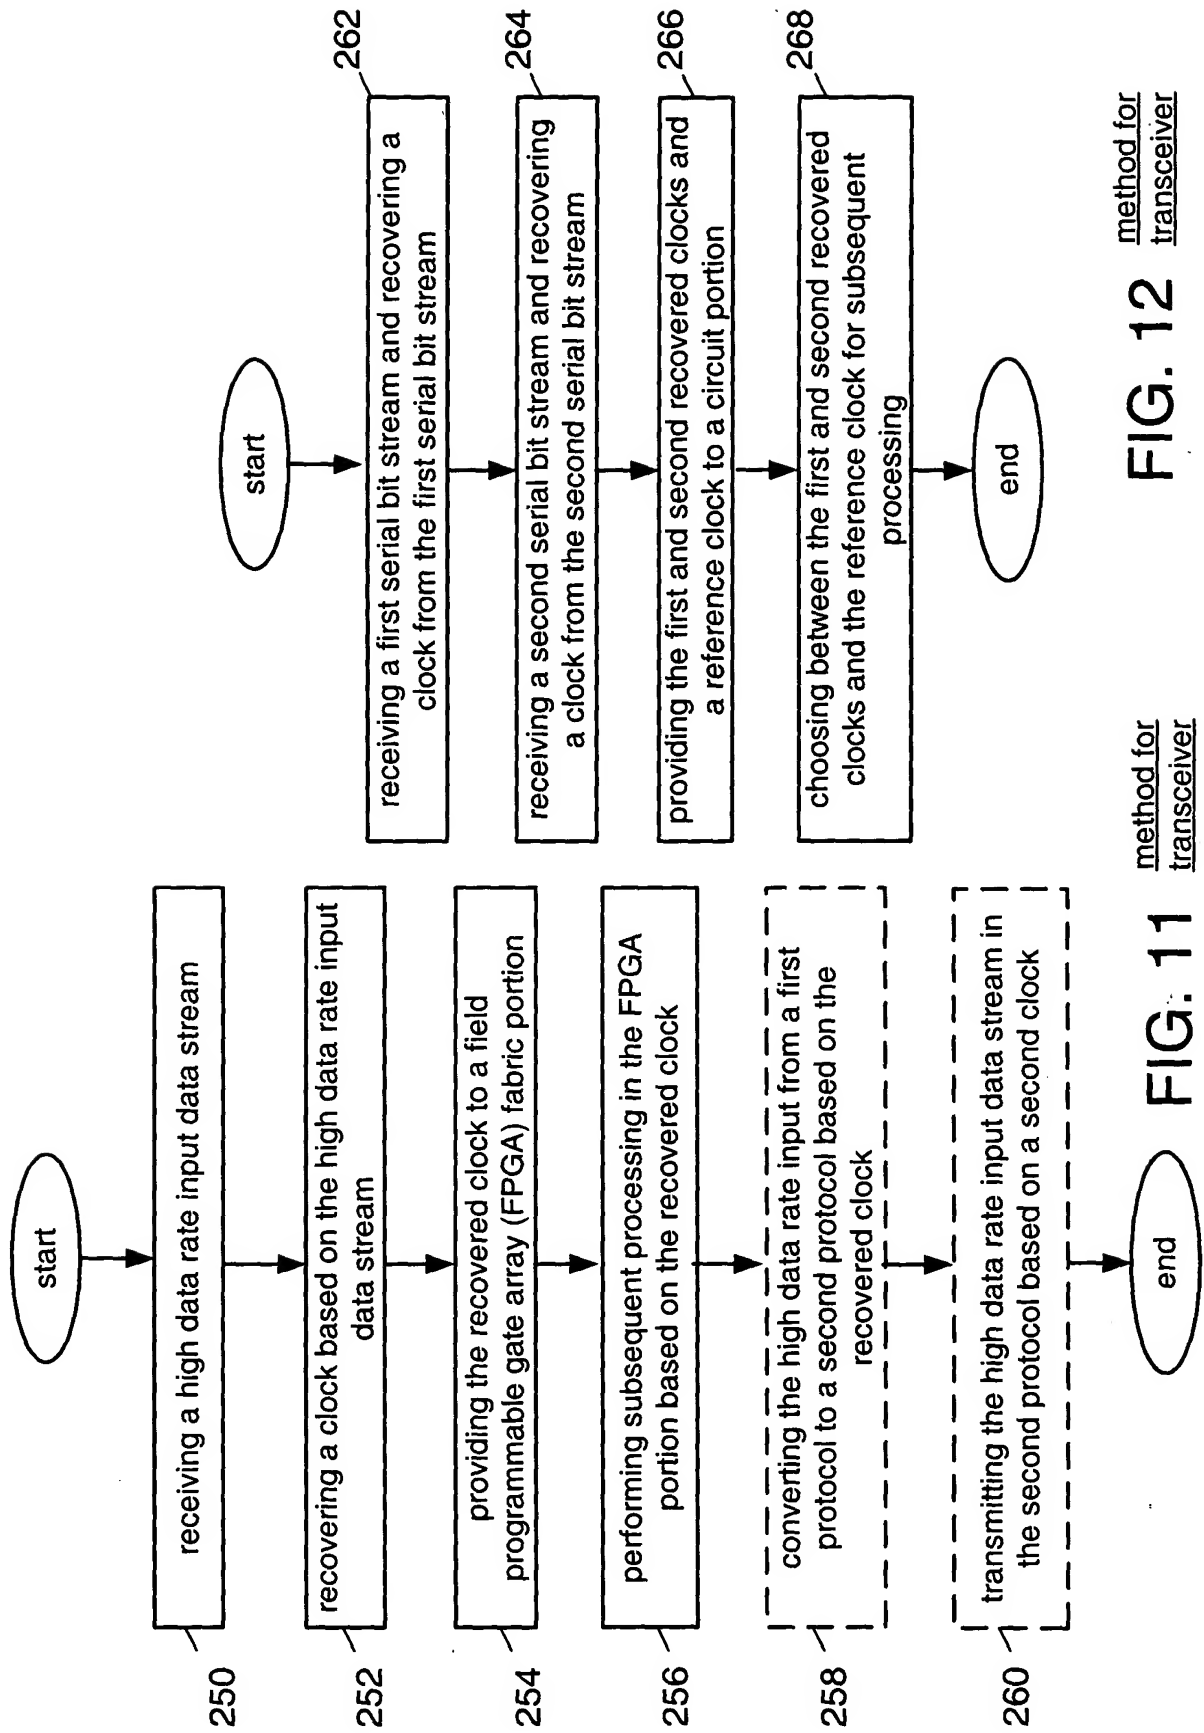 start
250
receiving a high data rate input data stream
252
recovering a clock based on the high data rate input
data stream
254
providing the recovered clock to a field
programmable gate array (FPGA) fabric portion
256
performing subsequent processing in the FPGA
portion based on the recovered clock
258
converting the high data rate input from a first
protocol to a second protocol based on the
recovered clock
260
transmitting the high data rate input data stream in
the second protocol based on a second clock
end
FIG. 11
method for
transceiver
start
262
receiving a first serial bit stream and recovering a
clock from the first serial bit stream
264
receiving a second serial bit stream and recovering
a clock from the second serial bit stream
266
providing the first and second recovered clocks and
a reference clock to a circuit portion
268
choosing between the first and second recovered
clocks and the reference clock for subsequent
processing
end
FIG. 12
method for
transceiver